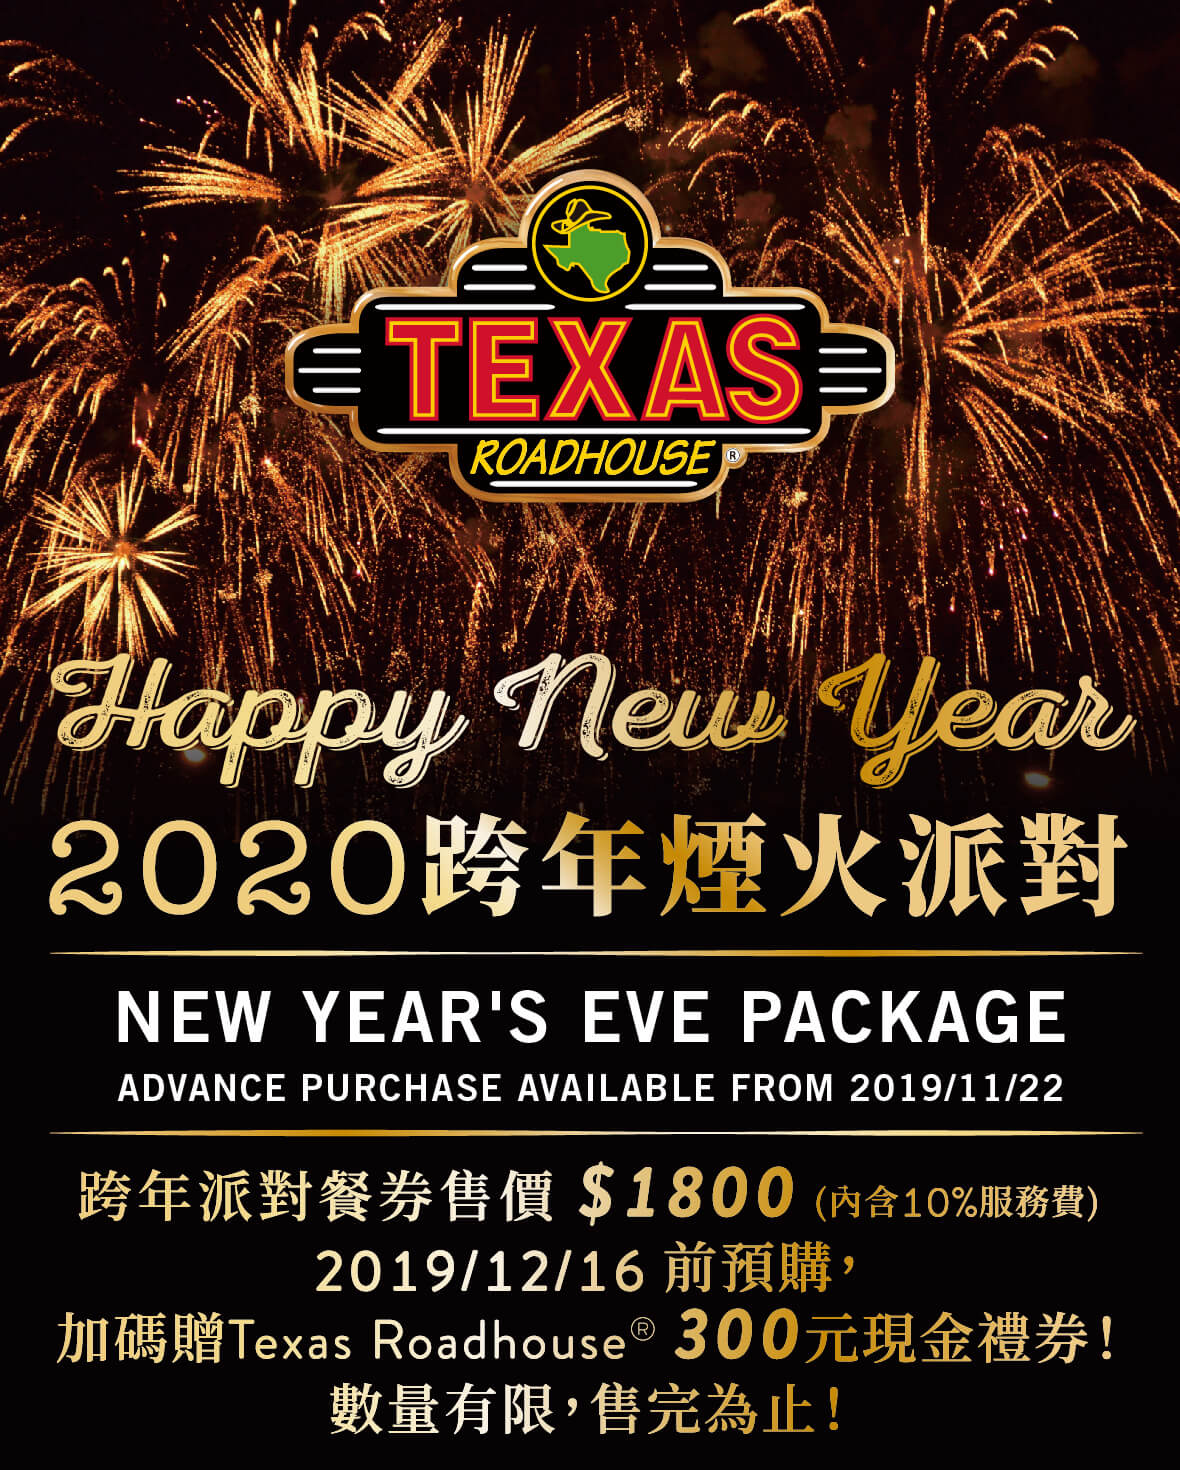 TEXAS
ROADHOUSE ®
Happy New Year
2020跨年煙火派對
NEW YEAR'S EVE PACKAGE
ADVANCE PURCHASE AVAILABLE FROM 2019/11/22
跨年派對餐券售價 $1800 (內含10%服務費)
2019/12/16 前預購,
加碼贈Texas Roadhouse® 300元現金禮券!
數量有限,售完為止!